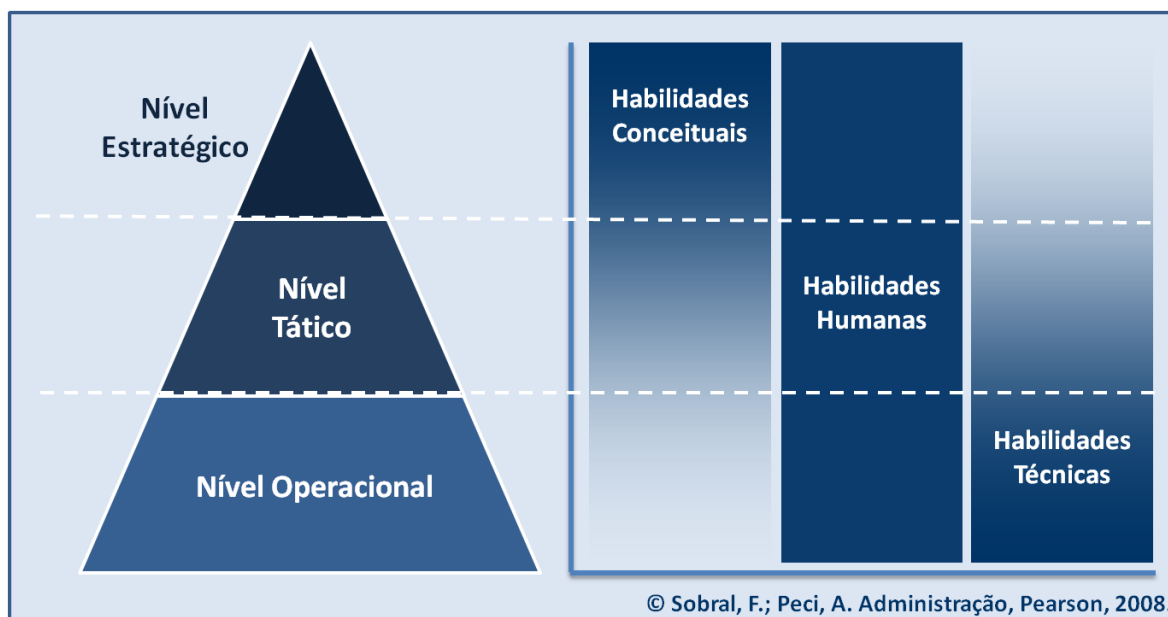 Nível
Estratégico
Nível
Tático
Nível Operacional
Habilidades
Conceituais
Habilidades
Humanas
Habilidades
Técnicas
© Sobral, F.; Peci, A. Administração, Pearson, 2008.